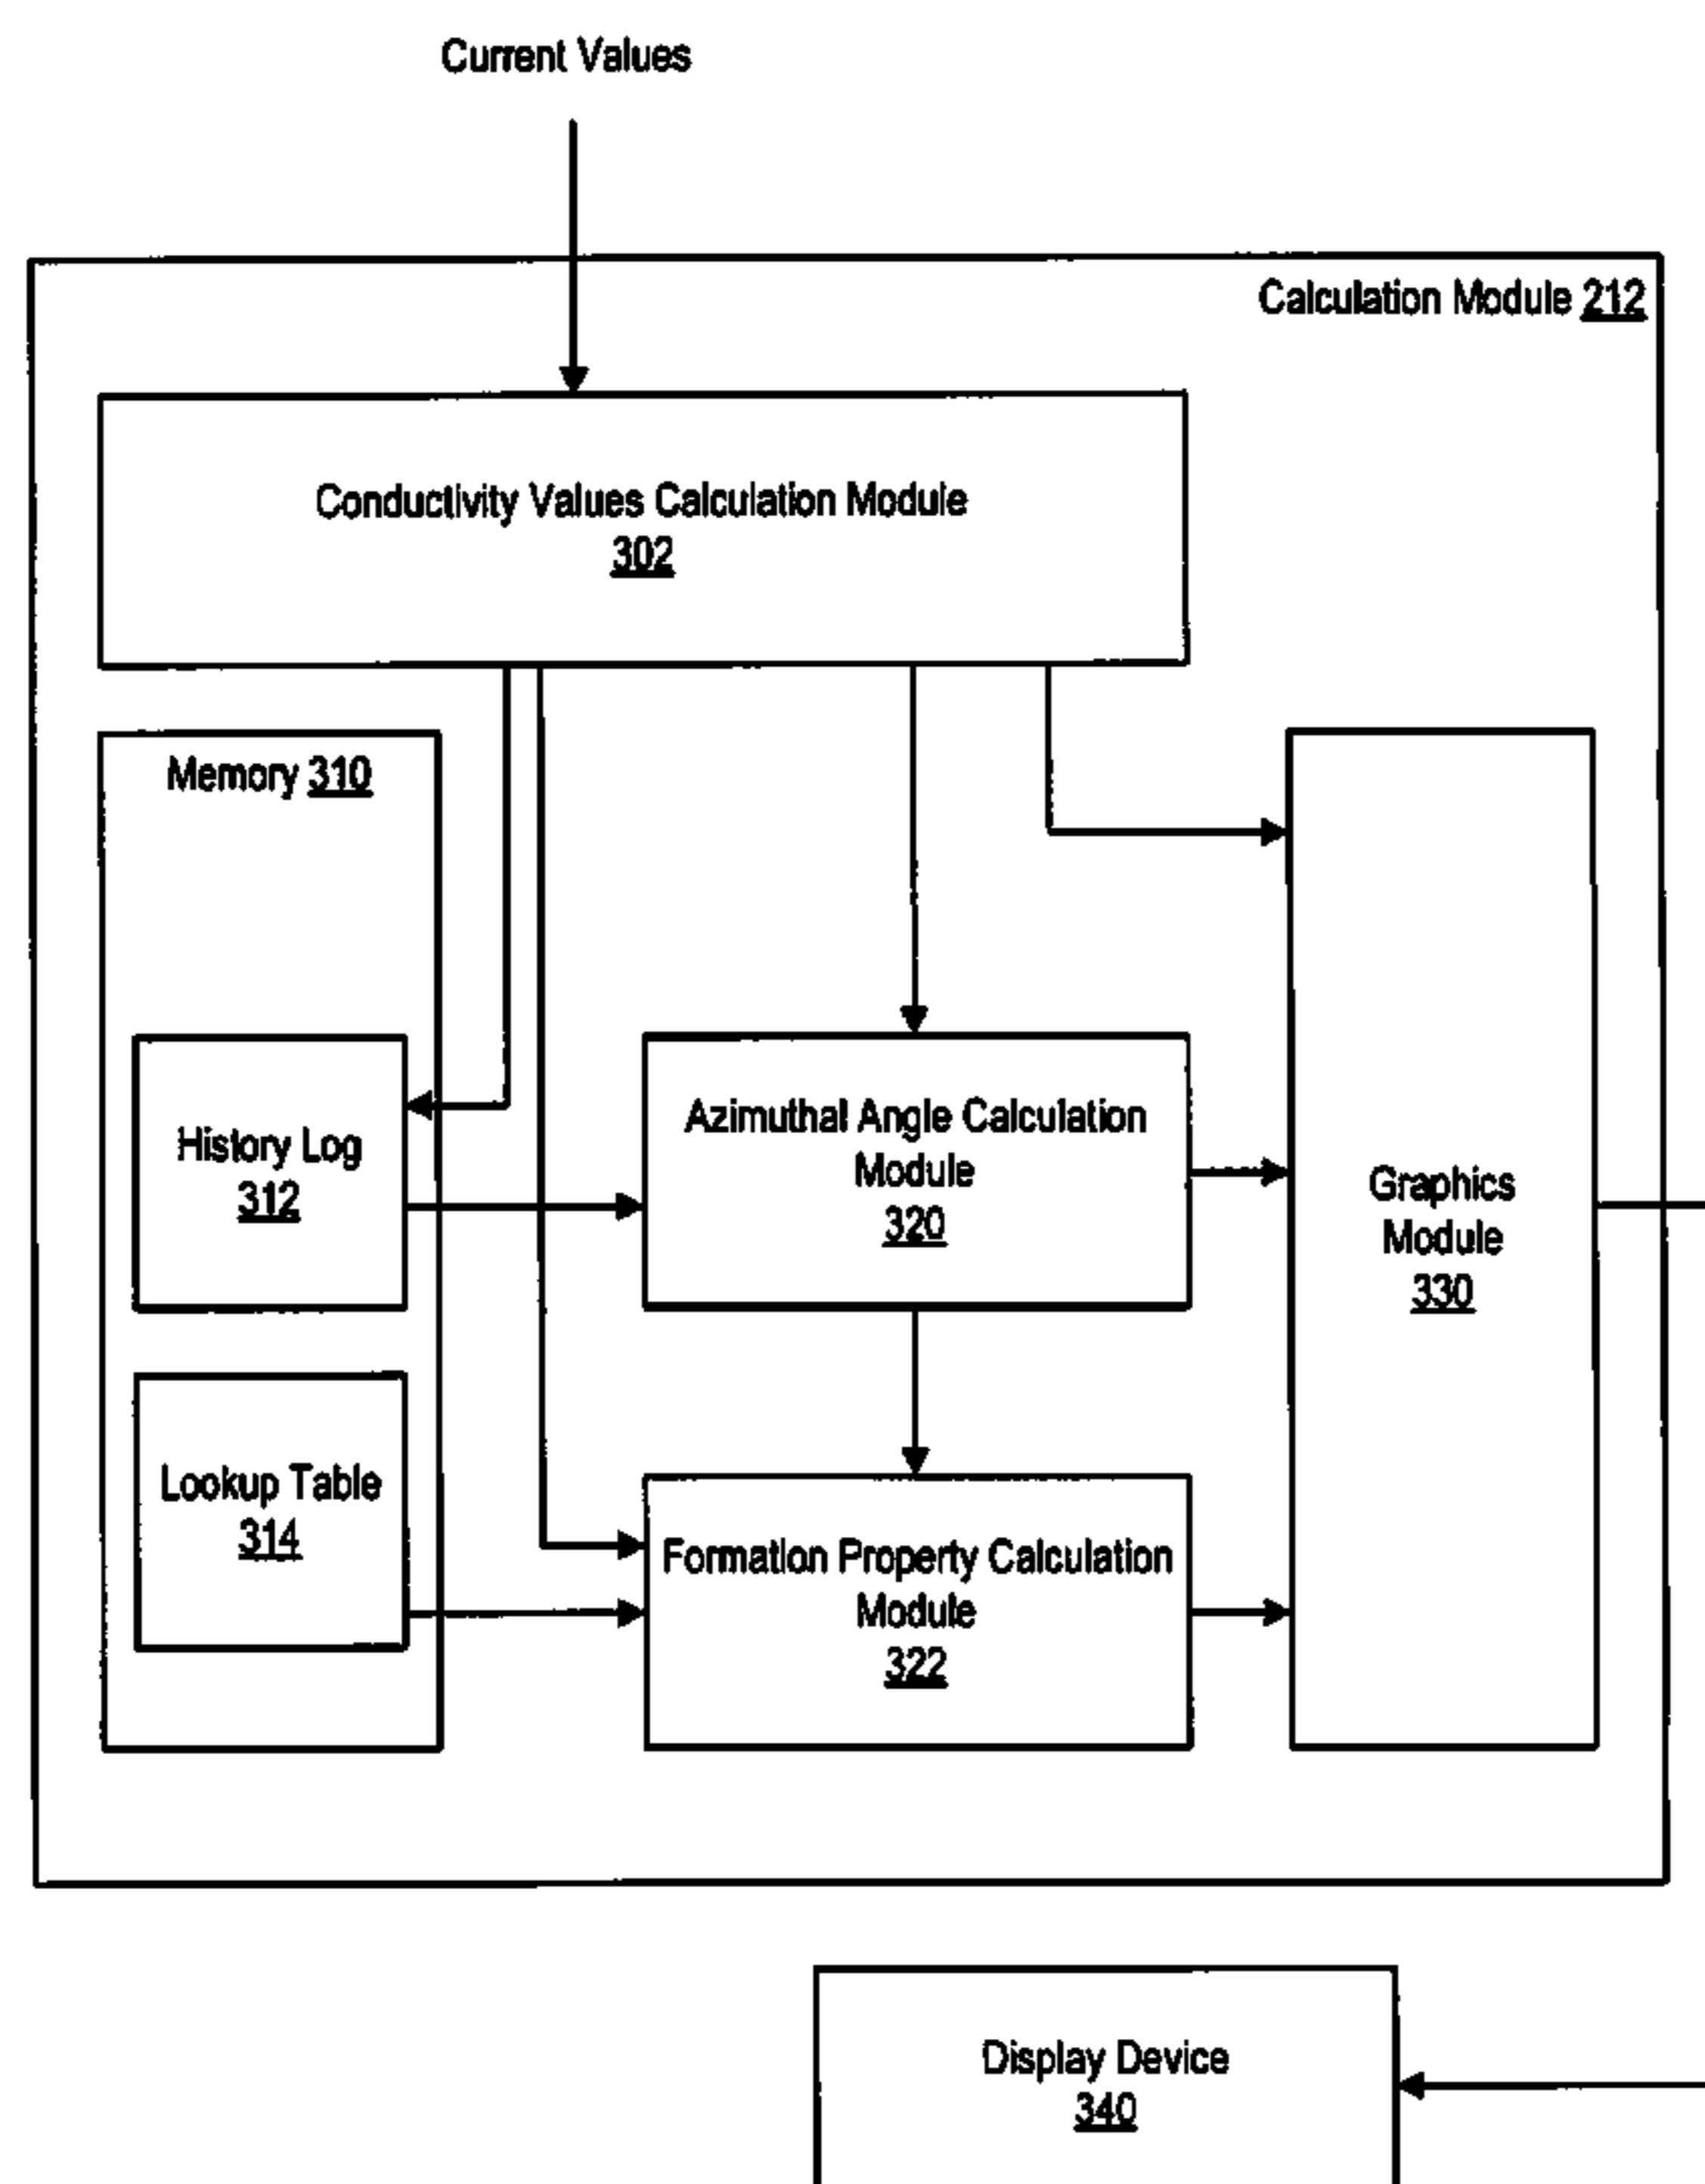 Current Values
Calculation Module 212
Conductivity Values Calculation Module
302
Memory 310
History Log
312
Azimuthal Angle Calculation
Module
320
Graphics
Module
330
Lookup Table
314
Formation Property Calculation
Module
322
Display Device
340